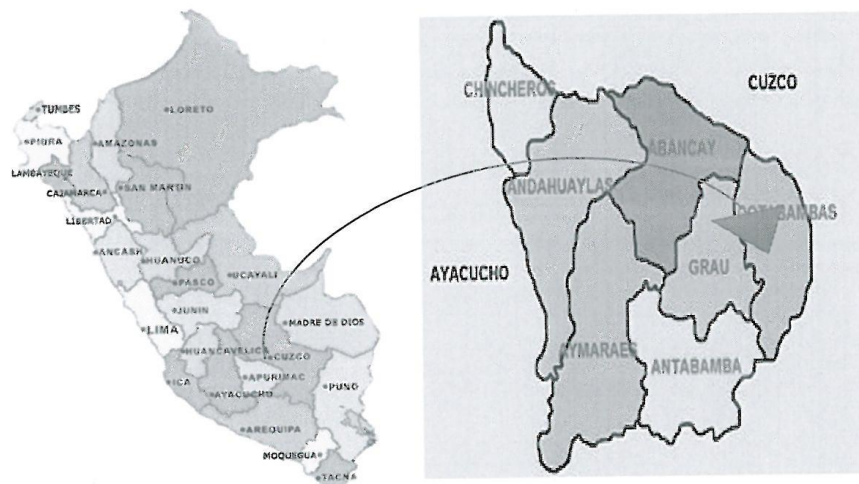 TUMBES
LORETO
PIURA
AMAZONAS
LAMBAYEQUE
CAJAMARCA
SAN MARTIN
LIBERTAD
ANCASH
HUANUCO
UCAYALI
PASCO
JUNIN
LIMA
MADRE DE DIOS
HUANCAVELICA
CUZCO
APURIMAC
ICA
AYACUCHO
PUNO
AREQUIPA
MOQUEGUA
TACNA
CHINCHEROS
CUZCO
ABANCAY
ANDAHUAYLAS
COTABAMBAS
AYACUCHO
GRAU
AYMARAES
ANTABAMBA